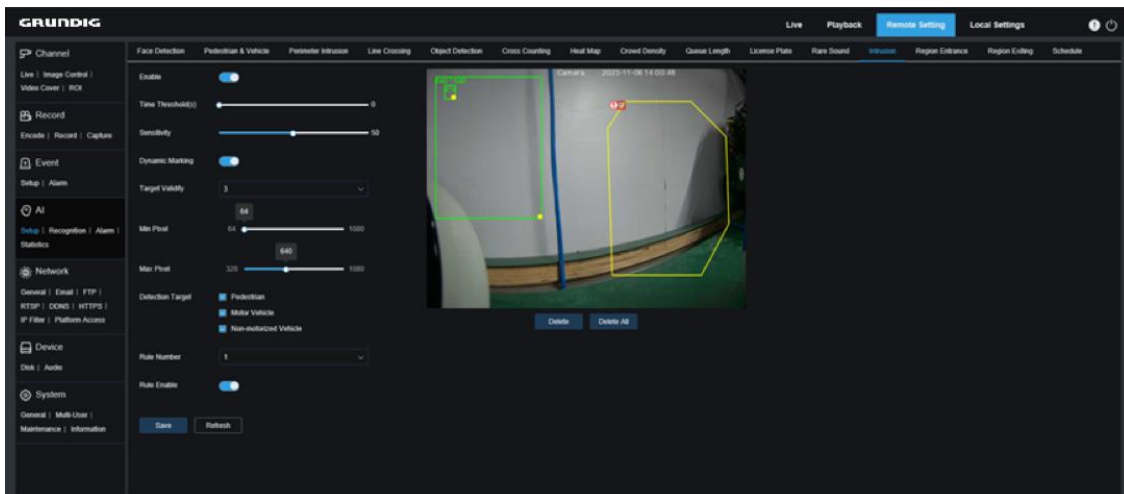 GRUNDIG
Live Playback Remote Setting Local Settings
Channel
Live | Image Control |
Video Cover | ROI
Record
Encode | Record | Capture
Event
Setup | Alarm
AI
Setup | Recognition | Alarm |
Statistics
Network
General | Email | FTP |
RTSP | DDNS | HTTPS |
IP Filter | Platform Access
Device
Disk | Audio
System
General | Multi-User |
Maintenance | Information
Face Detection Pedestrian & Vehicle Perimeter Intrusion Line Crossing Object Detection Cross Counting Heat Map Crowd Density Queue Length License Plate Rare Sound Intrusion Region Entrance Region Exiting Schedule
Enable
Time Threshold(s) 0
Sensitivity 50
Dynamic Marking
Target Validity 3
64
Min Pixel 64 1080
640
Max Pixel 320 1080
Detection Target Pedestrian
Motor Vehicle
Non-motorized Vehicle
Rule Number 1
Rule Enable
Save Refresh
Camera 2023-11-06 14:00:46
Delete Delete All